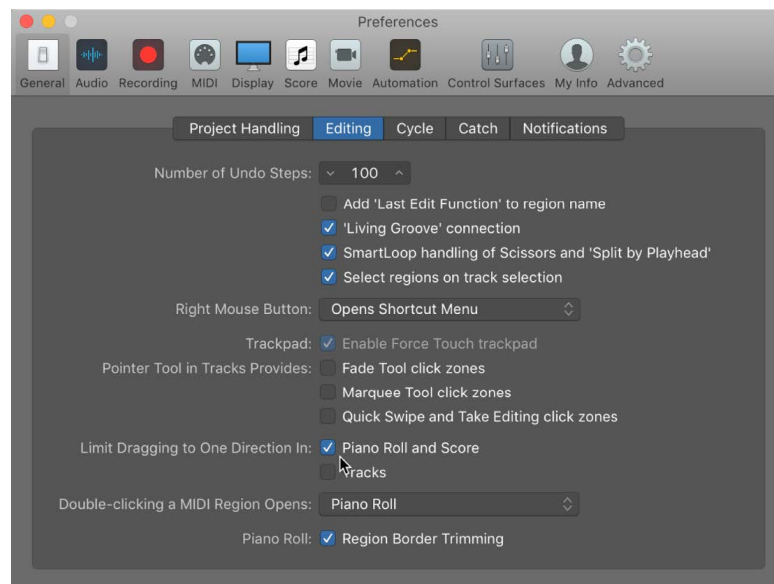 Preferences
General Audio Recording MIDI Display Score Movie Automation Control Surfaces My Info Advanced
Project Handling Editing Cycle Catch Notifications
Number of Undo Steps: 100
Add 'Last Edit Function' to region name
'Living Groove' connection
SmartLoop handling of Scissors and 'Split by Playhead'
Select regions on track selection
Right Mouse Button: Opens Shortcut Menu
Trackpad: Enable Force Touch trackpad
Pointer Tool in Tracks Provides: Fade Tool click zones
Marquee Tool click zones
Quick Swipe and Take Editing click zones
Limit Dragging to One Direction In: Piano Roll and Score
Tracks
Double-clicking a MIDI Region Opens: Piano Roll
Piano Roll: Region Border Trimming